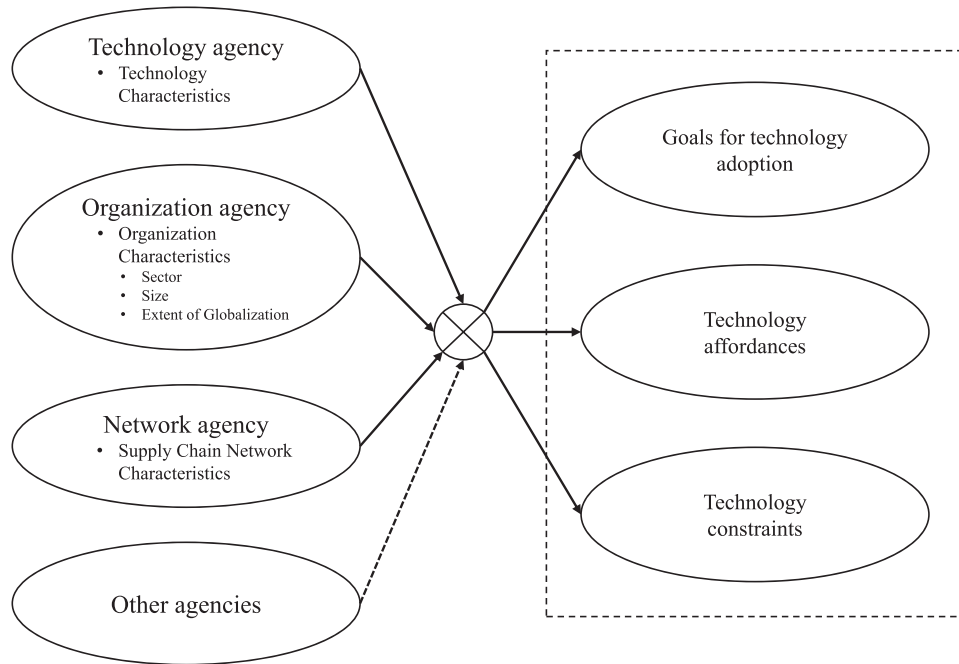 Technology agency
• Technology
Characteristics
Organization agency
• Organization
Characteristics
• Sector
• Size
• Extent of Globalization
Network agency
• Supply Chain Network
Characteristics
Other agencies
Goals for technology
adoption
Technology
affordances
Technology
constraints